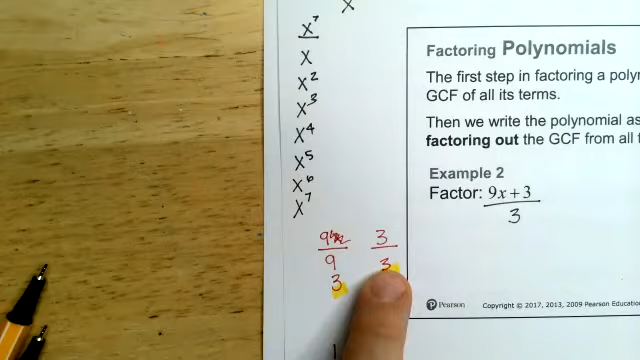 x
x⁷
x
x²
x³
x⁴
x⁵
x⁶
x⁷
9 3
9 3
3
Factoring Polynomials
The first step in factoring a
GCF of all its terms.
Then we write the polynomial as
factoring out the GCF from all
Example 2
Factor: 9x + 3
3
Pearson Copyright © 2017, 2013, 2009 Pearson